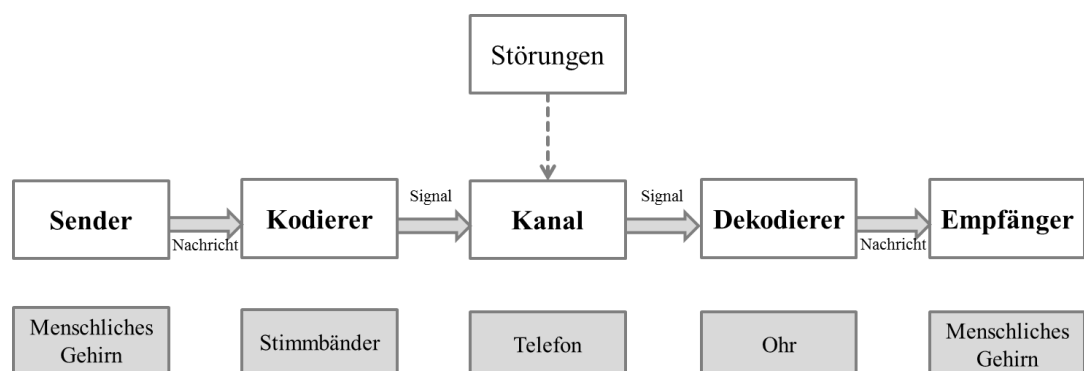 Störungen
Sender
Nachricht
Kodierer
Signal
Kanal
Signal
Dekodierer
Nachricht
Empfänger
Menschliches
Gehirn
Stimmbänder
Telefon
Ohr
Menschliches
Gehirn